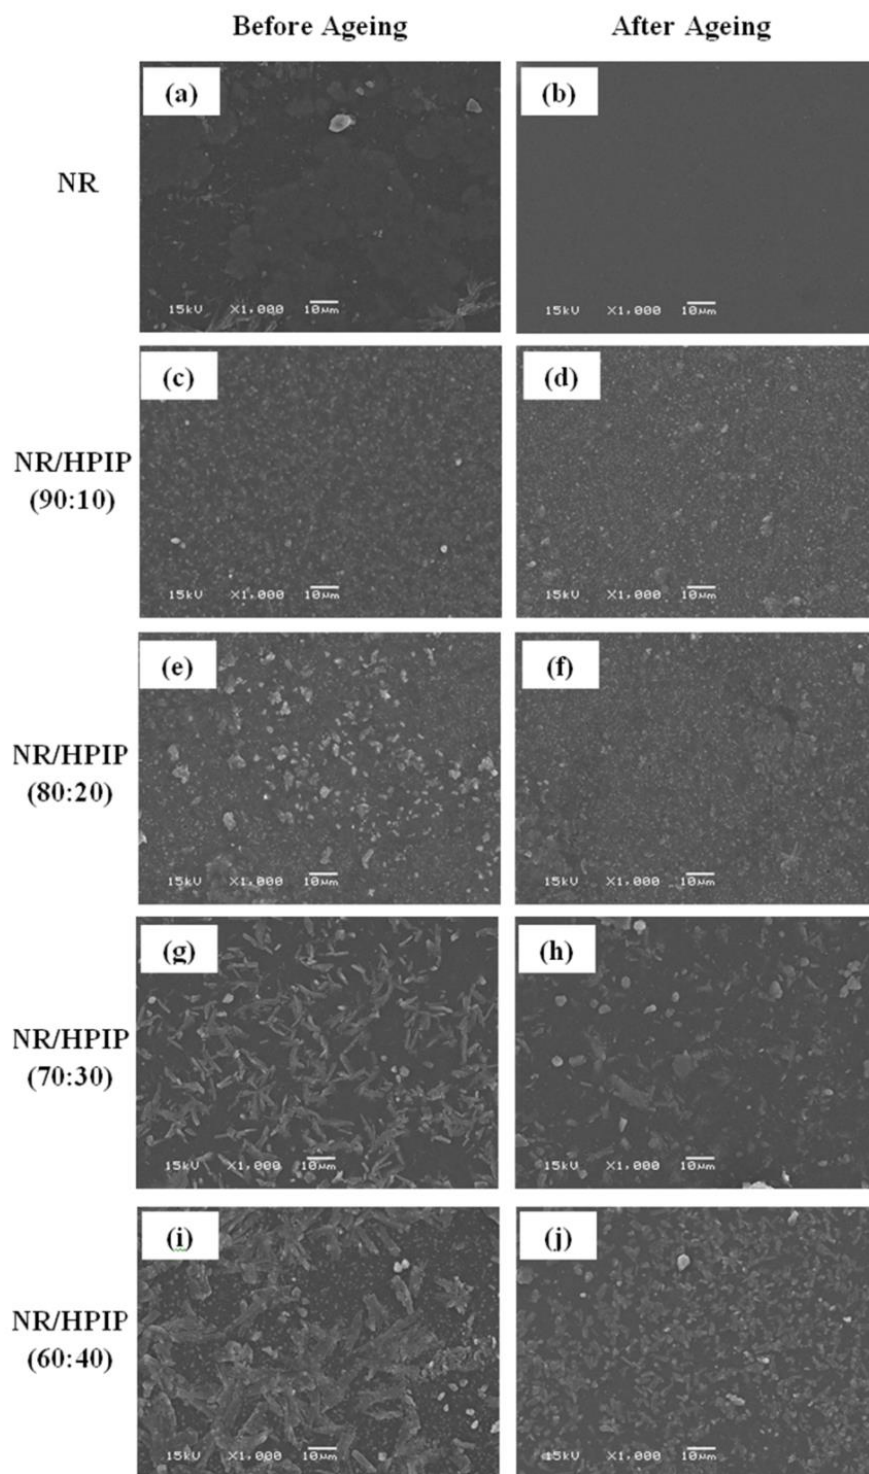 Before Ageing After Ageing
(a) (b)
NR
15kV X1,000 10μm 15kV X1,000 10μm
(c) (d)
NR/HPIP
(90:10)
15kV X1,000 10μm 15kV X1,000 10μm
(e) (f)
NR/HPIP
(80:20)
15kV X1,000 10μm 15kV X1,000 10μm
(g) (h)
NR/HPIP
(70:30)
15kV X1,000 10μm 15kV X1,000 10μm
(i) (j)
NR/HPIP
(60:40)
15kV X1,000 10μm 15kV X1,000 10μm